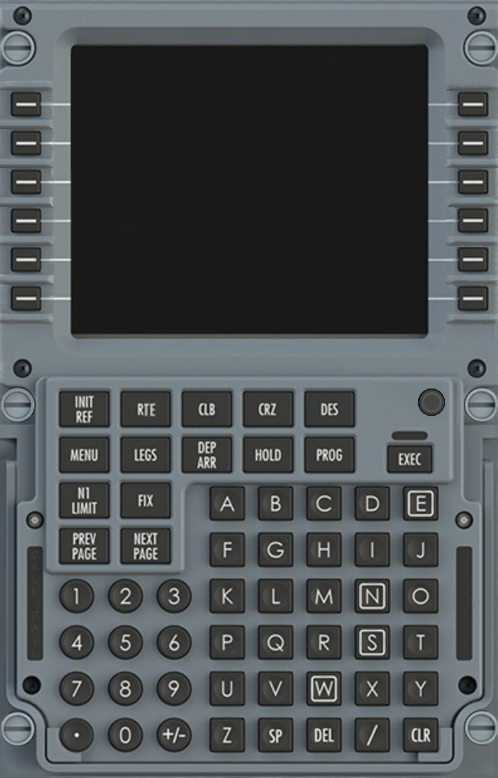 INIT
REF
RTE
CLB
CRZ
DES
MENU
LEGS
DEP
ARR
HOLD
PROG
EXEC
N1
LIMIT
FIX
A B C D E
PREV
PAGE
NEXT
PAGE
F G H I J
1 2 3 K L M N O
4 5 6 P Q R S T
7 8 9 U V W X Y
. 0 +/- Z SP DEL / CLR